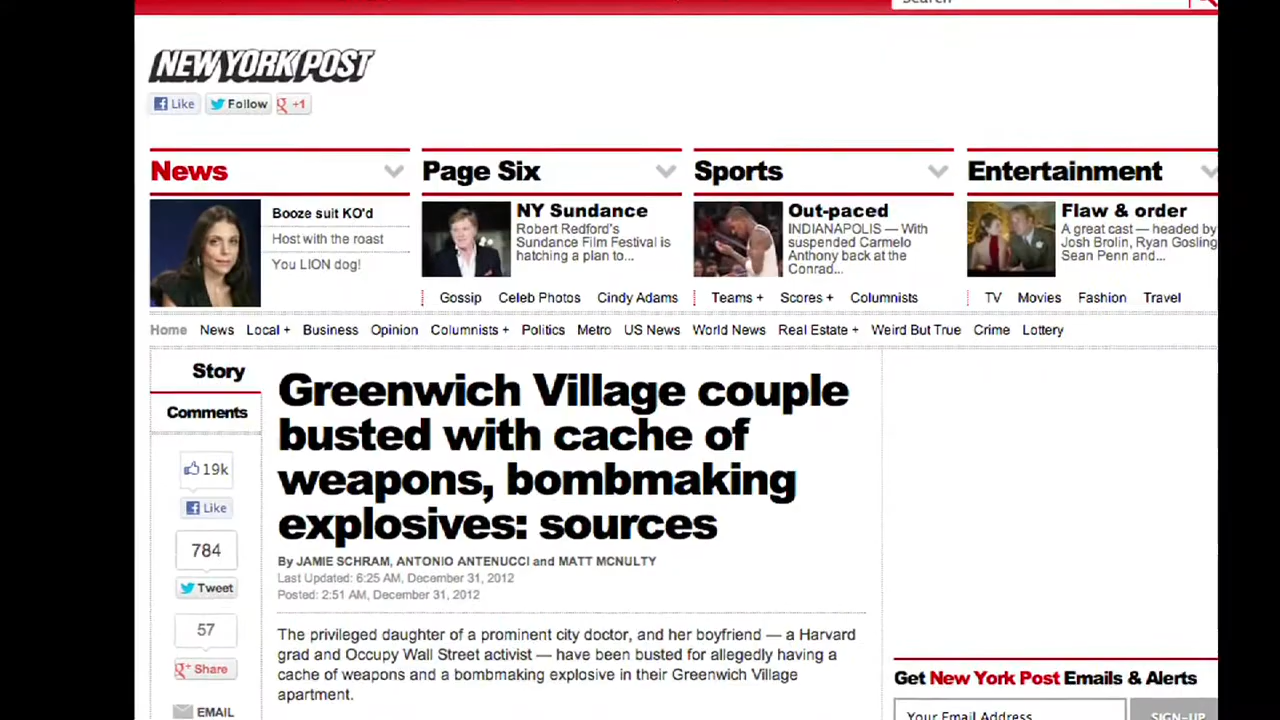 Search
NEW YORK POST
Like
Follow
+1
News
Booze suit KO'd
Host with the roast
You LION dog!
Page Six
NY Sundance
Robert Redford's
Sundance Film Festival is
hatching a plan to...
Gossip Celeb Photos Cindy Adams
Sports
Out-paced
INDIANAPOLIS — With
suspended Carmelo
Anthony back at the
Conrad...
Teams + Scores + Columnists
Entertainment
Flaw & order
A great cast — headed by
Josh Brolin, Ryan Gosling
Sean Penn and...
TV Movies Fashion Travel
Home News Local + Business Opinion Columnists + Politics Metro US News World News Real Estate + Weird But True Crime Lottery
Story
Comments
19k
Like
784
Tweet
57
Share
EMAIL
Greenwich Village couple
busted with cache of
weapons, bombmaking
explosives: sources
By JAMIE SCHRAM, ANTONIO ANTENUCCI and MATT MCNULTY
Last Updated: 6:25 AM, December 31, 2012
Posted: 2:51 AM, December 31, 2012
The privileged daughter of a prominent city doctor, and her boyfriend — a Harvard
grad and Occupy Wall Street activist — have been busted for allegedly having a
cache of weapons and a bombmaking explosive in their Greenwich Village
apartment.
Get New York Post Emails & Alerts
Your Email Address
SIGN-UP